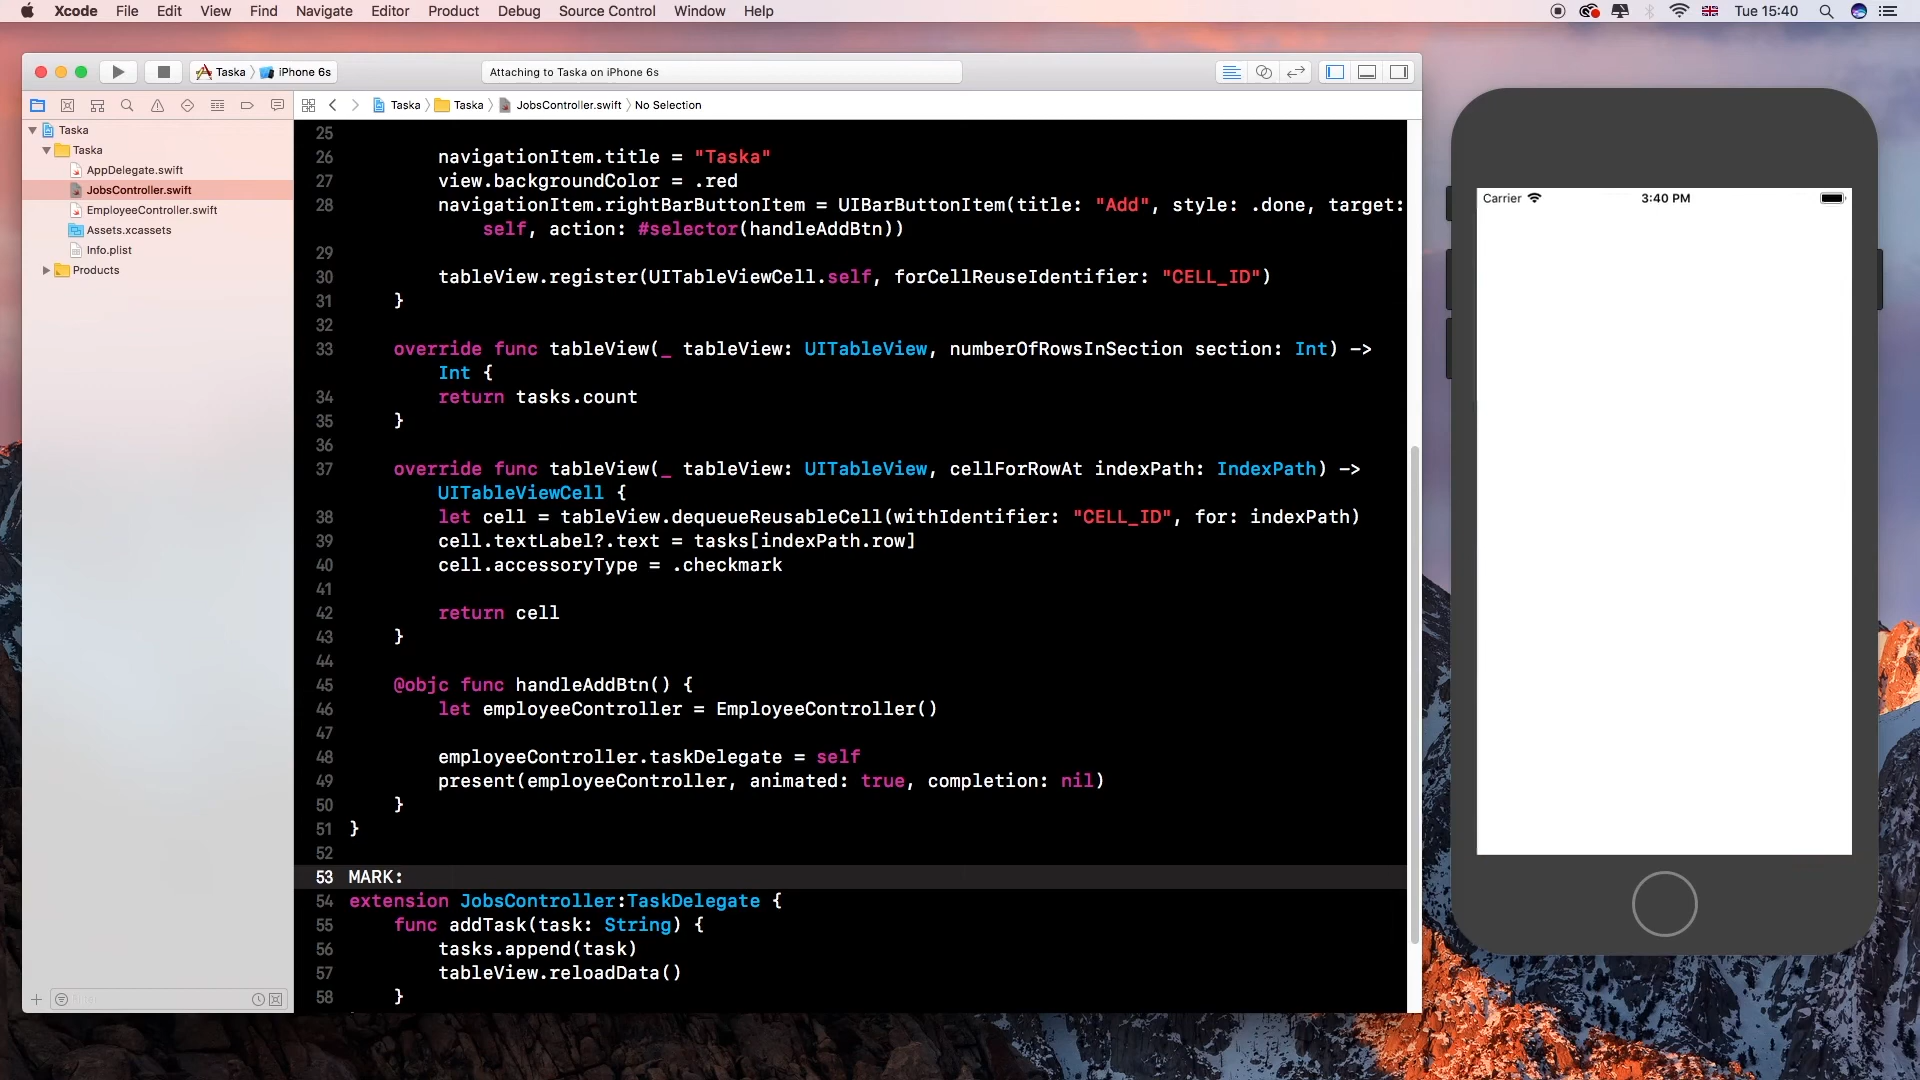 Xcode File Edit View Find Navigate Editor Product Debug Source Control Window Help Tue 15:40
Taska iPhone 6s Attaching to Taska on iPhone 6s
Taska Taska JobsController.swift No Selection
Taska
Taska
AppDelegate.swift
JobsController.swift
EmployeeController.swift
Assets.xcassets
Info.plist
Products
25
26 navigationItem.title = "Taska"
27 view.backgroundColor = .red
28 navigationItem.rightBarButtonItem = UIBarButtonItem(title: "Add", style: .done, target:
self, action: #selector(handleAddBtn))
29
30 tableView.register(UITableViewCell.self, forCellReuseIdentifier: "CELL_ID")
31 }
32
33 override func tableView(_ tableView: UITableView, numberOfRowsInSection section: Int) ->
Int {
34 return tasks.count
35 }
36
37 override func tableView(_ tableView: UITableView, cellForRowAt indexPath: IndexPath) ->
UITableViewCell {
38 let cell = tableView.dequeueReusableCell(withIdentifier: "CELL_ID", for: indexPath)
39 cell.textLabel?.text = tasks[indexPath.row]
40 cell.accessoryType = .checkmark
41
42 return cell
43 }
44
45 @objc func handleAddBtn() {
46 let employeeController = EmployeeController()
47
48 employeeController.taskDelegate = self
49 present(employeeController, animated: true, completion: nil)
50 }
51 }
52
53 MARK:
54 extension JobsController:TaskDelegate {
55 func addTask(task: String) {
56 tasks.append(task)
57 tableView.reloadData()
58 }
Carrier 3:40 PM